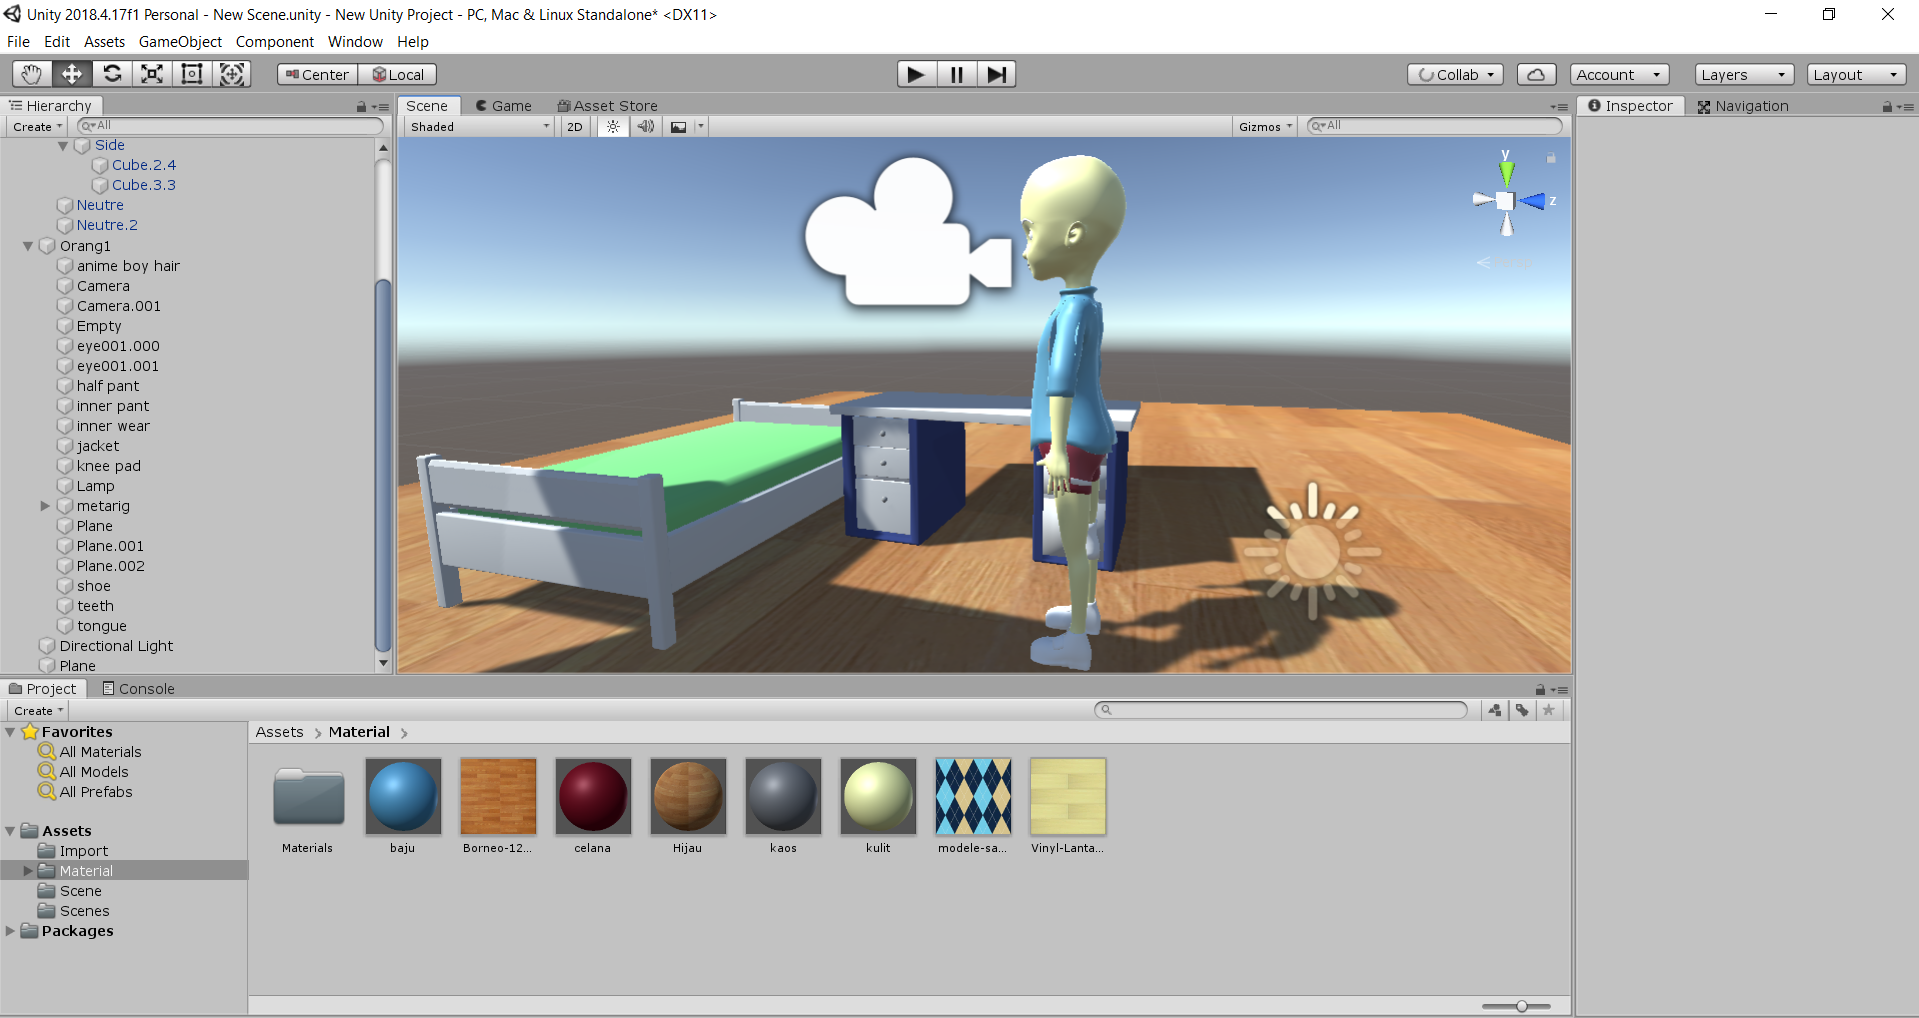 Unity 2018.4.17f1 Personal - New Scene.unity - New Unity Project - PC, Mac & Linux Standalone* <DX11>
File Edit Assets GameObject Component Window Help
Center Local Collab Account Layers Layout
Hierarchy
Create All
Side
Cube.2.4
Cube.3.3
Neutre
Neutre.2
Orang1
anime boy hair
Camera
Camera.001
Empty
eye001.000
eye001.001
half pant
inner pant
inner wear
jacket
knee pad
Lamp
metarig
Plane
Plane.001
Plane.002
shoe
teeth
tongue
Directional Light
Plane
Scene Game Asset Store
Shaded 2D Gizmos All
y
z
Inspector Navigation
Project Console
Create
Favorites
All Materials
All Models
All Prefabs
Assets
Import
Material
Scene
Scenes
Packages
Assets Material
Materials baju Borneo-12... celana Hijau kaos kulit modele-sa... Vinyl-Lanta...